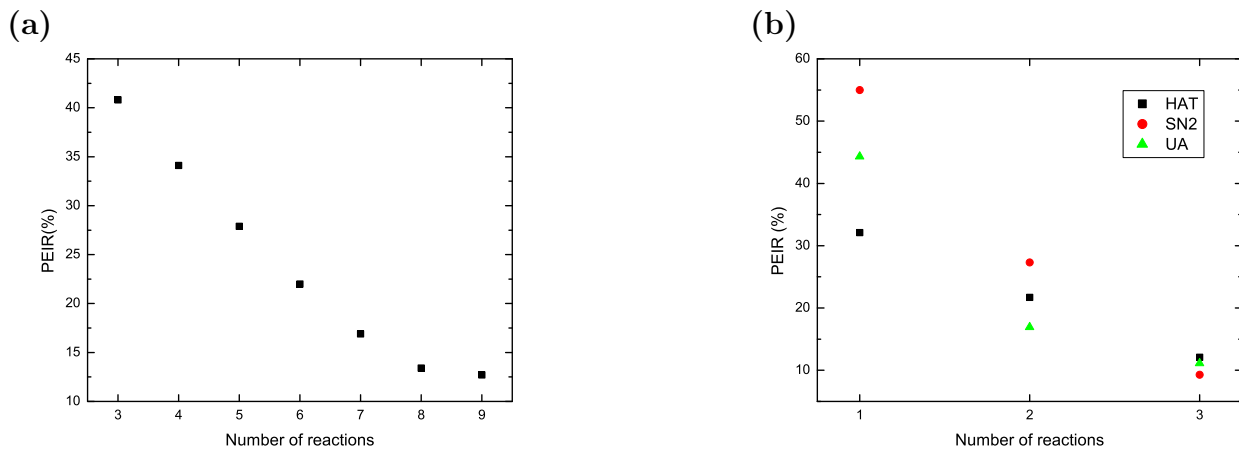 (a)
45
40
35
30
25
20
15
10
PEIR(%)
3 4 5 6 7 8 9
Number of reactions
(b)
60
50
40
30
20
10
PEIR (%)
HAT
SN2
UA
1 2 3
Number of reactions